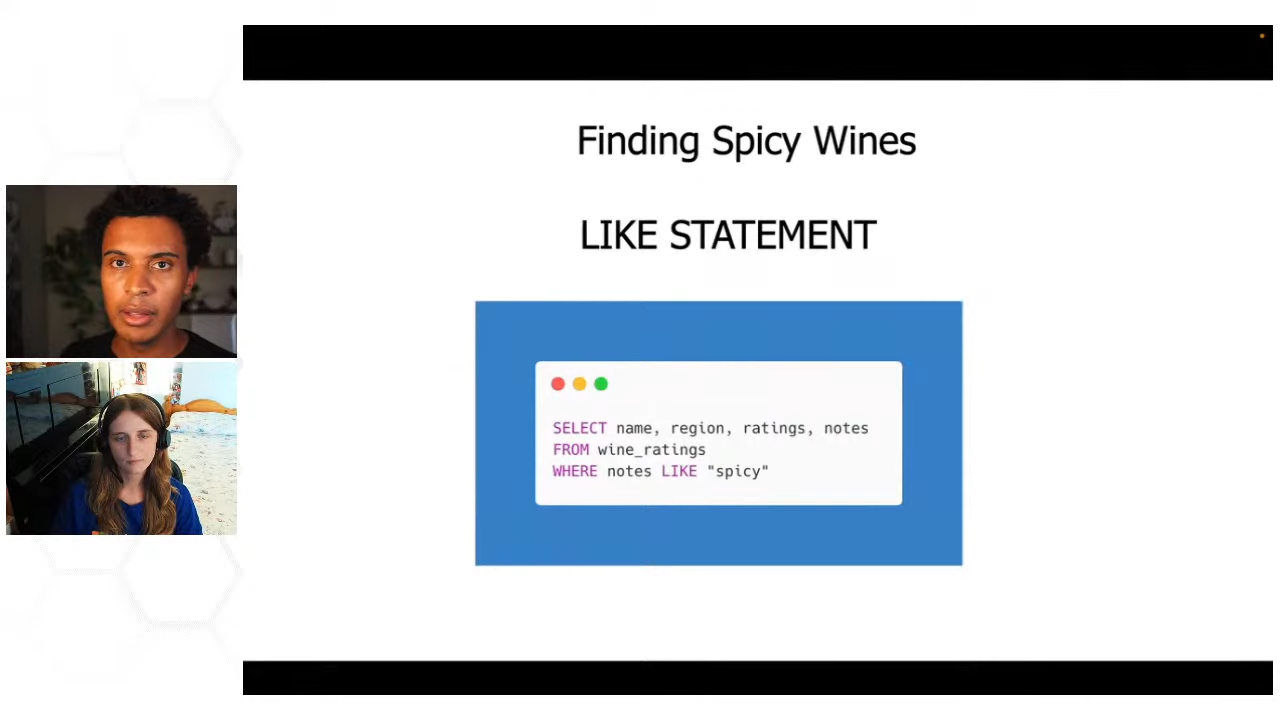 Finding Spicy Wines
LIKE STATEMENT
SELECT name, region, ratings, notes
FROM wine_ratings
WHERE notes LIKE "spicy"